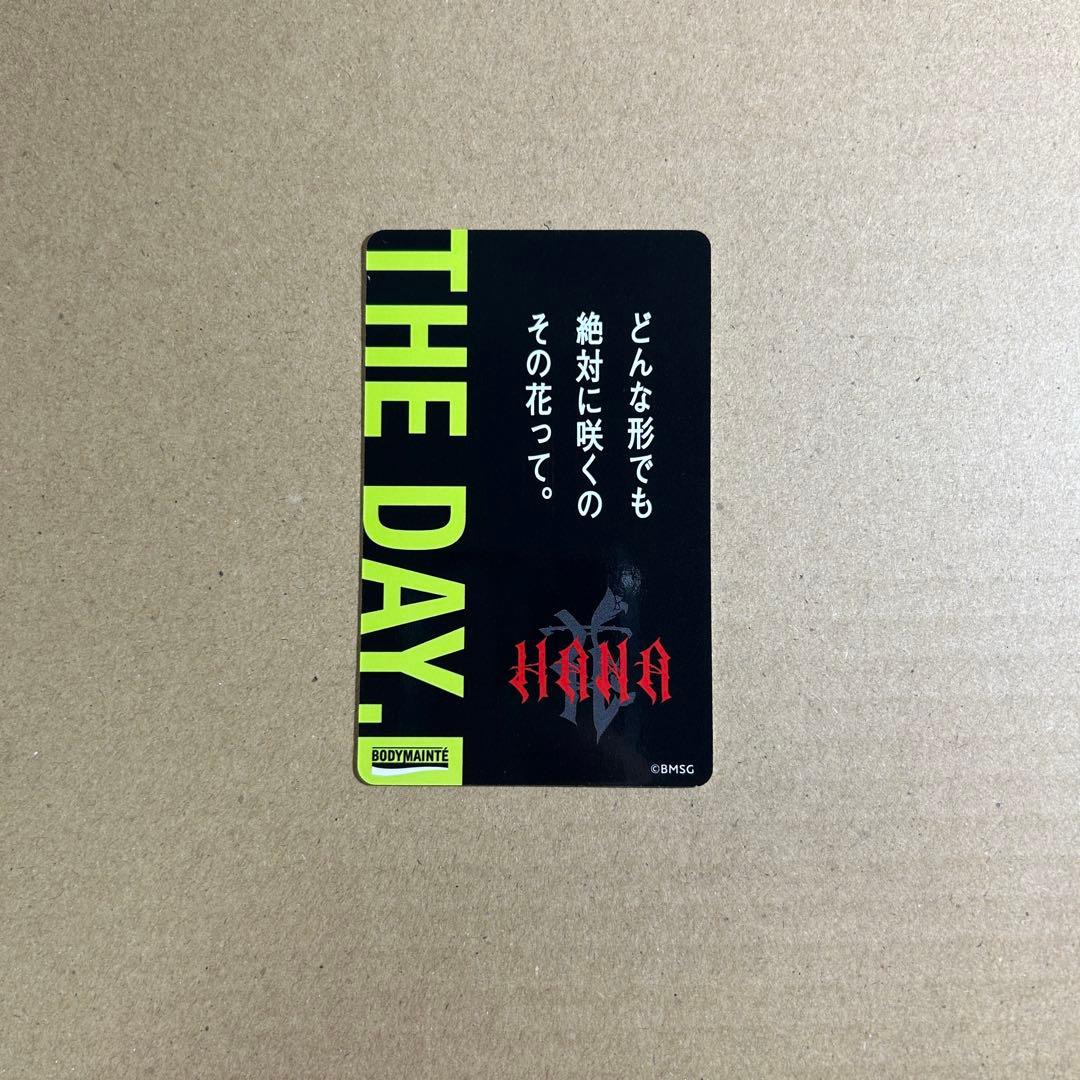 THE DAY.
どんな形でも
絶対に咲くの
その花って。
花
HANA
BODYMAINTÉ
©BMSG